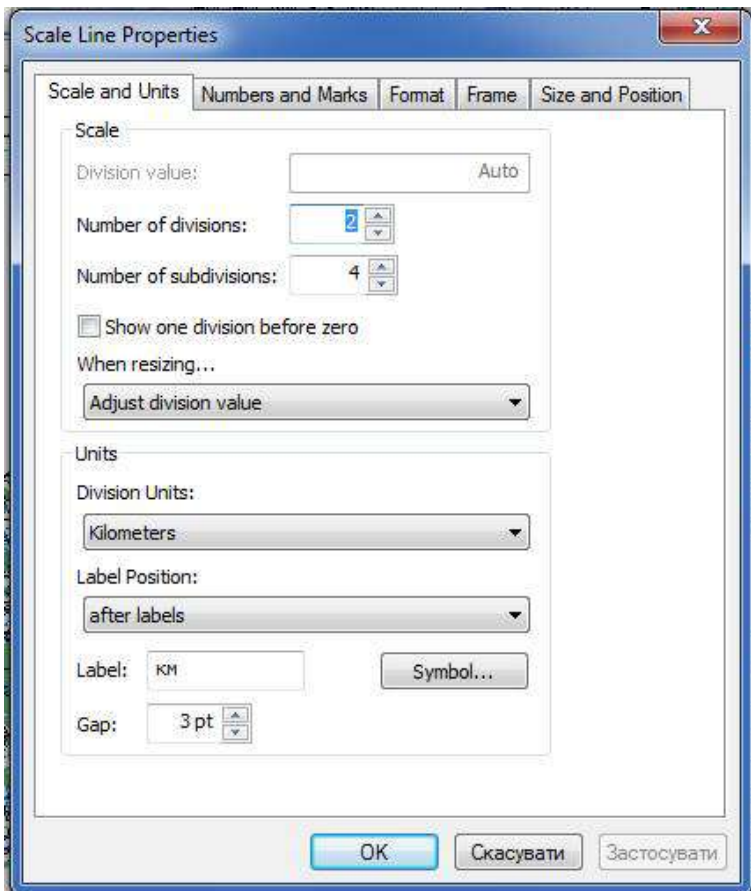 Scale Line Properties
Scale and Units Numbers and Marks Format Frame Size and Position
Scale
Division value: Auto
Number of divisions: 2
Number of subdivisions: 4
Show one division before zero
When resizing...
Adjust division value
Units
Division Units:
Kilometers
Label Position:
after labels
Label: км Symbol...
Gap: 3 pt
OK Скасувати Застосувати